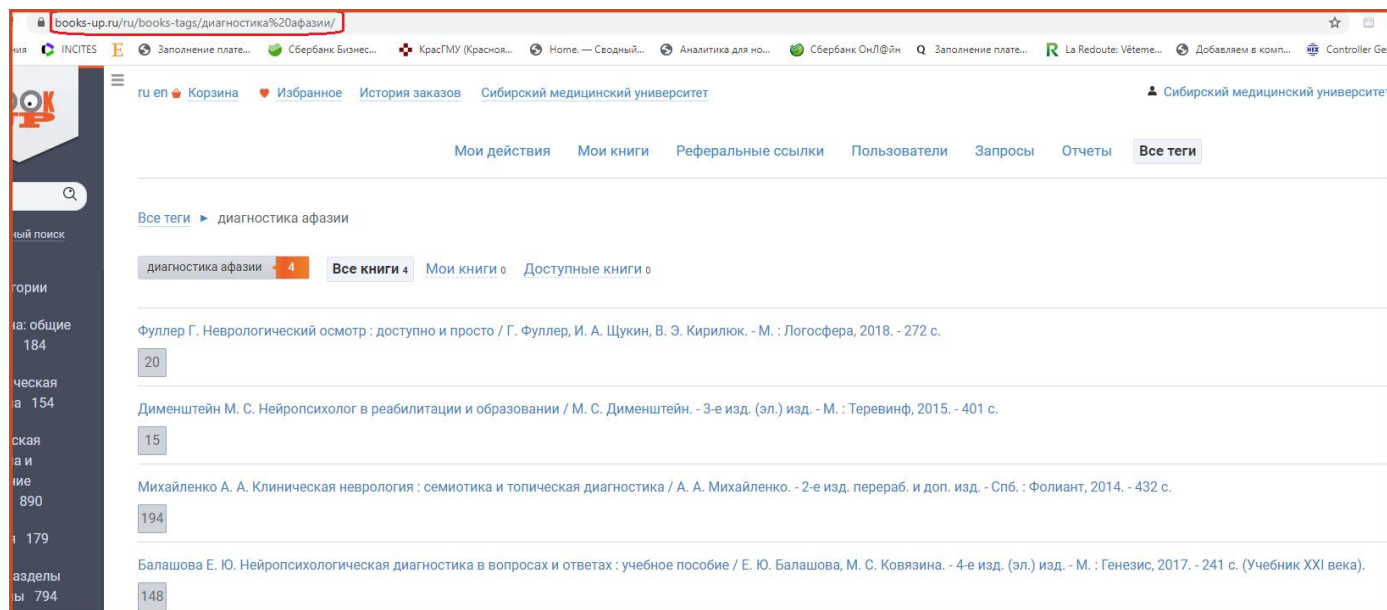 books-up.ru/ru/books-tags/диагностика%20афазии/
ния INCITES Заполнение плате... Сбербанк Бизнес... КрасГМУ (Красноя... Home. — Сводный... Аналитика для но... Сбербанк ОнЛ@йн Заполнение плате... La Redoute: Vêteme... Добавляем в комп... Controller Ge
ru en Корзина Избранное История заказов Сибирский медицинский университет Сибирский медицинский университет
Мои действия Мои книги Реферальные ссылки Пользователи Запросы Отчеты Все теги
ный поиск
Все теги ► диагностика афазии
диагностика афазии 4 Все книги 4 Мои книги 0 Доступные книги 0
гории
на: общие
184
ческая
на 154
ская
на и
ние
890
я 179
азделы
ы 794
Фуллер Г. Неврологический осмотр : доступно и просто / Г. Фуллер, И. А. Щукин, В. Э. Кирилюк. - М. : Логосфера, 2018. - 272 с.
20
Дименштейн М. С. Нейропсихолог в реабилитации и образовании / М. С. Дименштейн. - 3-е изд. (эл.) изд. - М. : Теревинф, 2015. - 401 с.
15
Михайленко А. А. Клиническая неврология : семиотика и топическая диагностика / А. А. Михайленко. - 2-е изд. перераб. и доп. изд. - Спб. : Фолиант, 2014. - 432 с.
194
Балашова Е. Ю. Нейропсихологическая диагностика в вопросах и ответах : учебное пособие / Е. Ю. Балашова, М. С. Ковязина. - 4-е изд. (эл.) изд. - М. : Генезис, 2017. - 241 с. (Учебник XXI века).
148